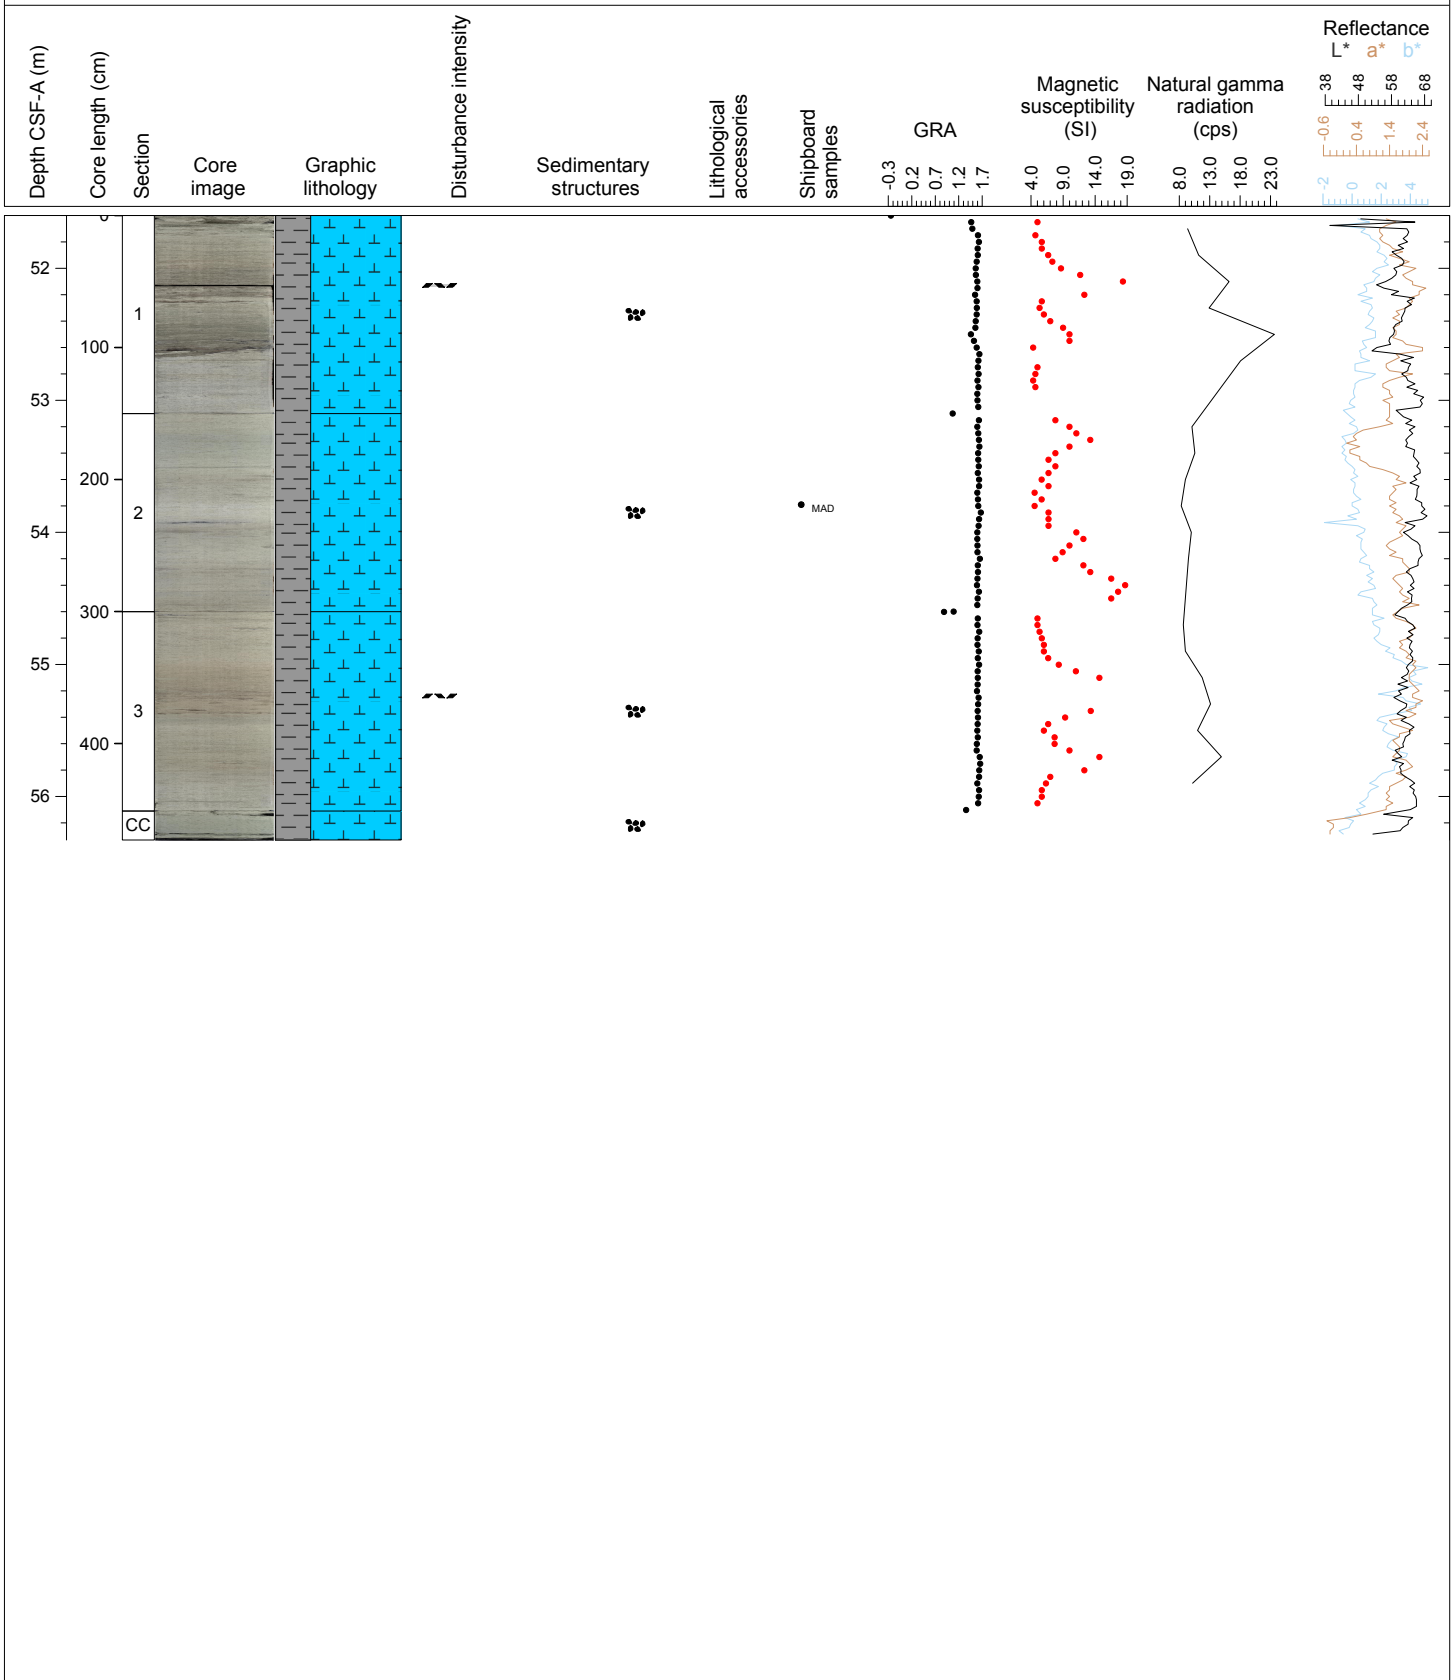 Depth CSF-A (m)
Core length (cm)
Section
Core
image
Graphic
lithology
Disturbance intensity
Sedimentary
structures
Lithological
accessories
Shipboard
samples
GRA
-0.3 0.2 0.7 1.2 1.7
Magnetic
susceptibility
(SI)
4.0 9.0 14.0 19.0
Natural gamma
radiation
(cps)
8.0 13.0 18.0 23.0
Reflectance
L* a* b*
38 48 58 68
-0.6 0.4 1.4 2.4
-2 0 2 4
0
52
1
100
53
200
2
MAD
54
300
55
3
400
56
CC